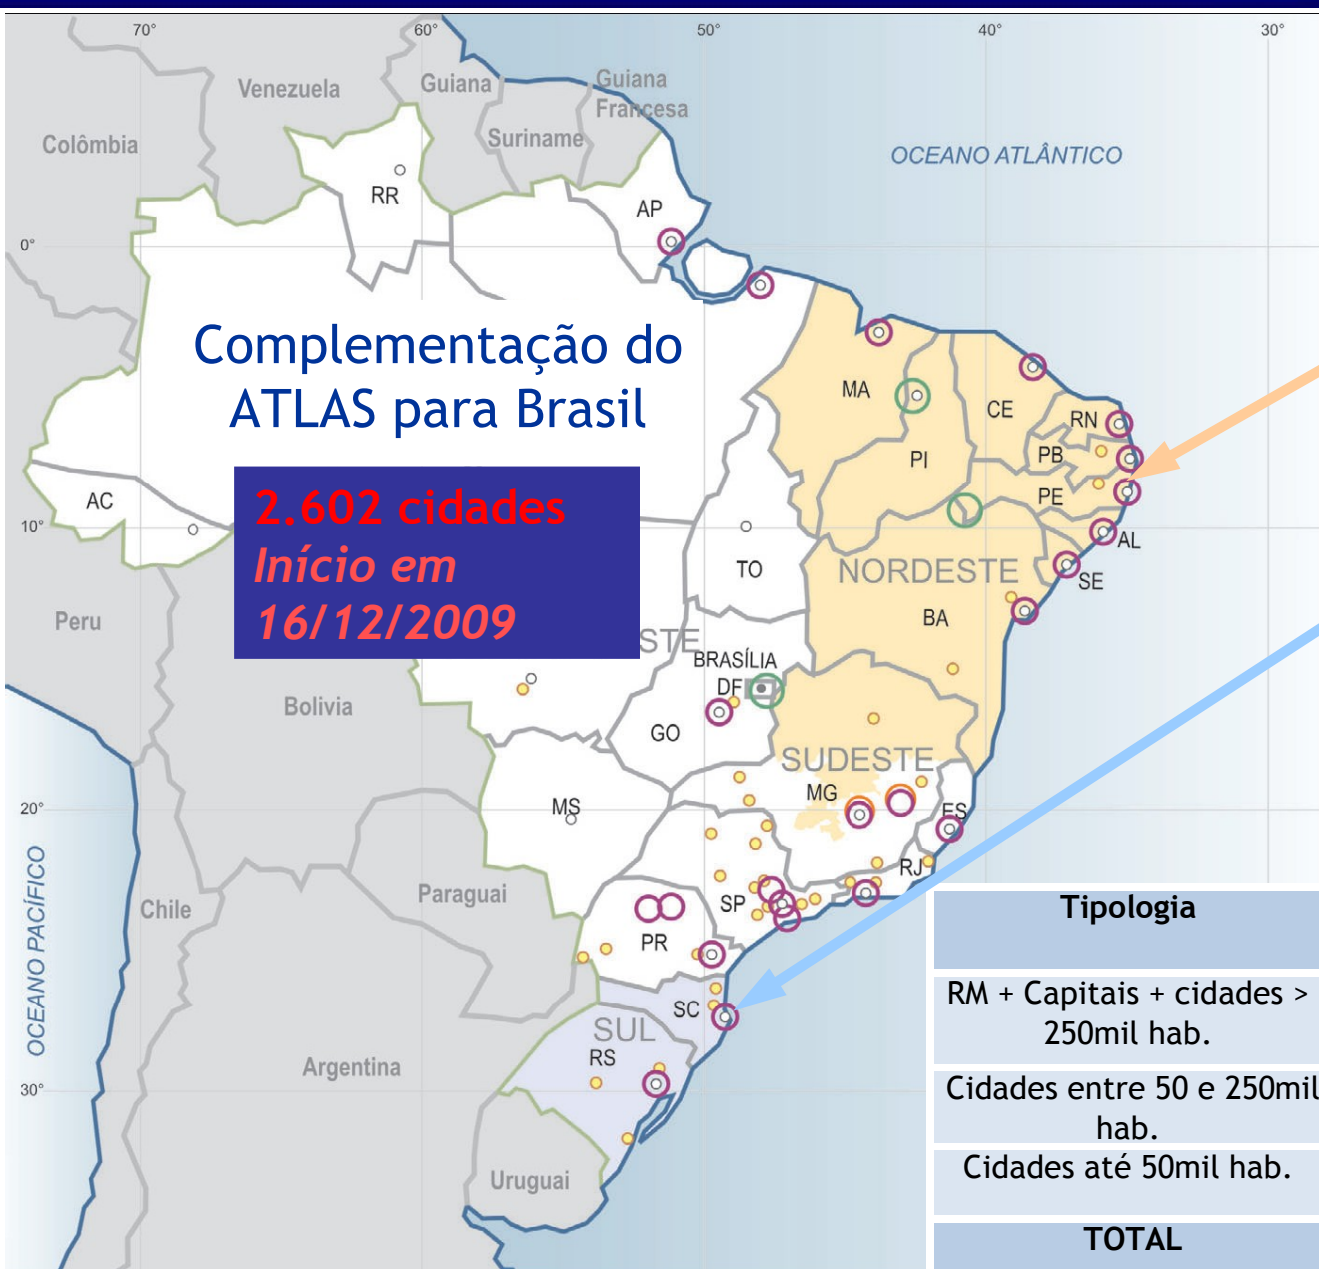 70°
60°
50°
40°
30°
Venezuela
Guiana
Guiana
Francesa
Suriname
Colômbia
OCEANO ATLÂNTICO
RR
AP
0°
Complementação do
ATLAS para Brasil
MA
CE
RN
PB
PI
PE
AC
2.602 cidades
Início em
16/12/2009
10°
AL
TO
NORDESTE
SE
BA
Peru
STE
BRASÍLIA
DF
Bolivia
GO
SUDESTE
MG
MS
ES
20°
RJ
OCEANO PACÍFICO
Chile
Paraguai
SP
PR
Tipologia
RM + Capitais + cidades >
250mil hab.
SC
SUL
RS
Argentina
30°
Cidades entre 50 e 250mil
hab.
Cidades até 50mil hab.
Uruguai
TOTAL